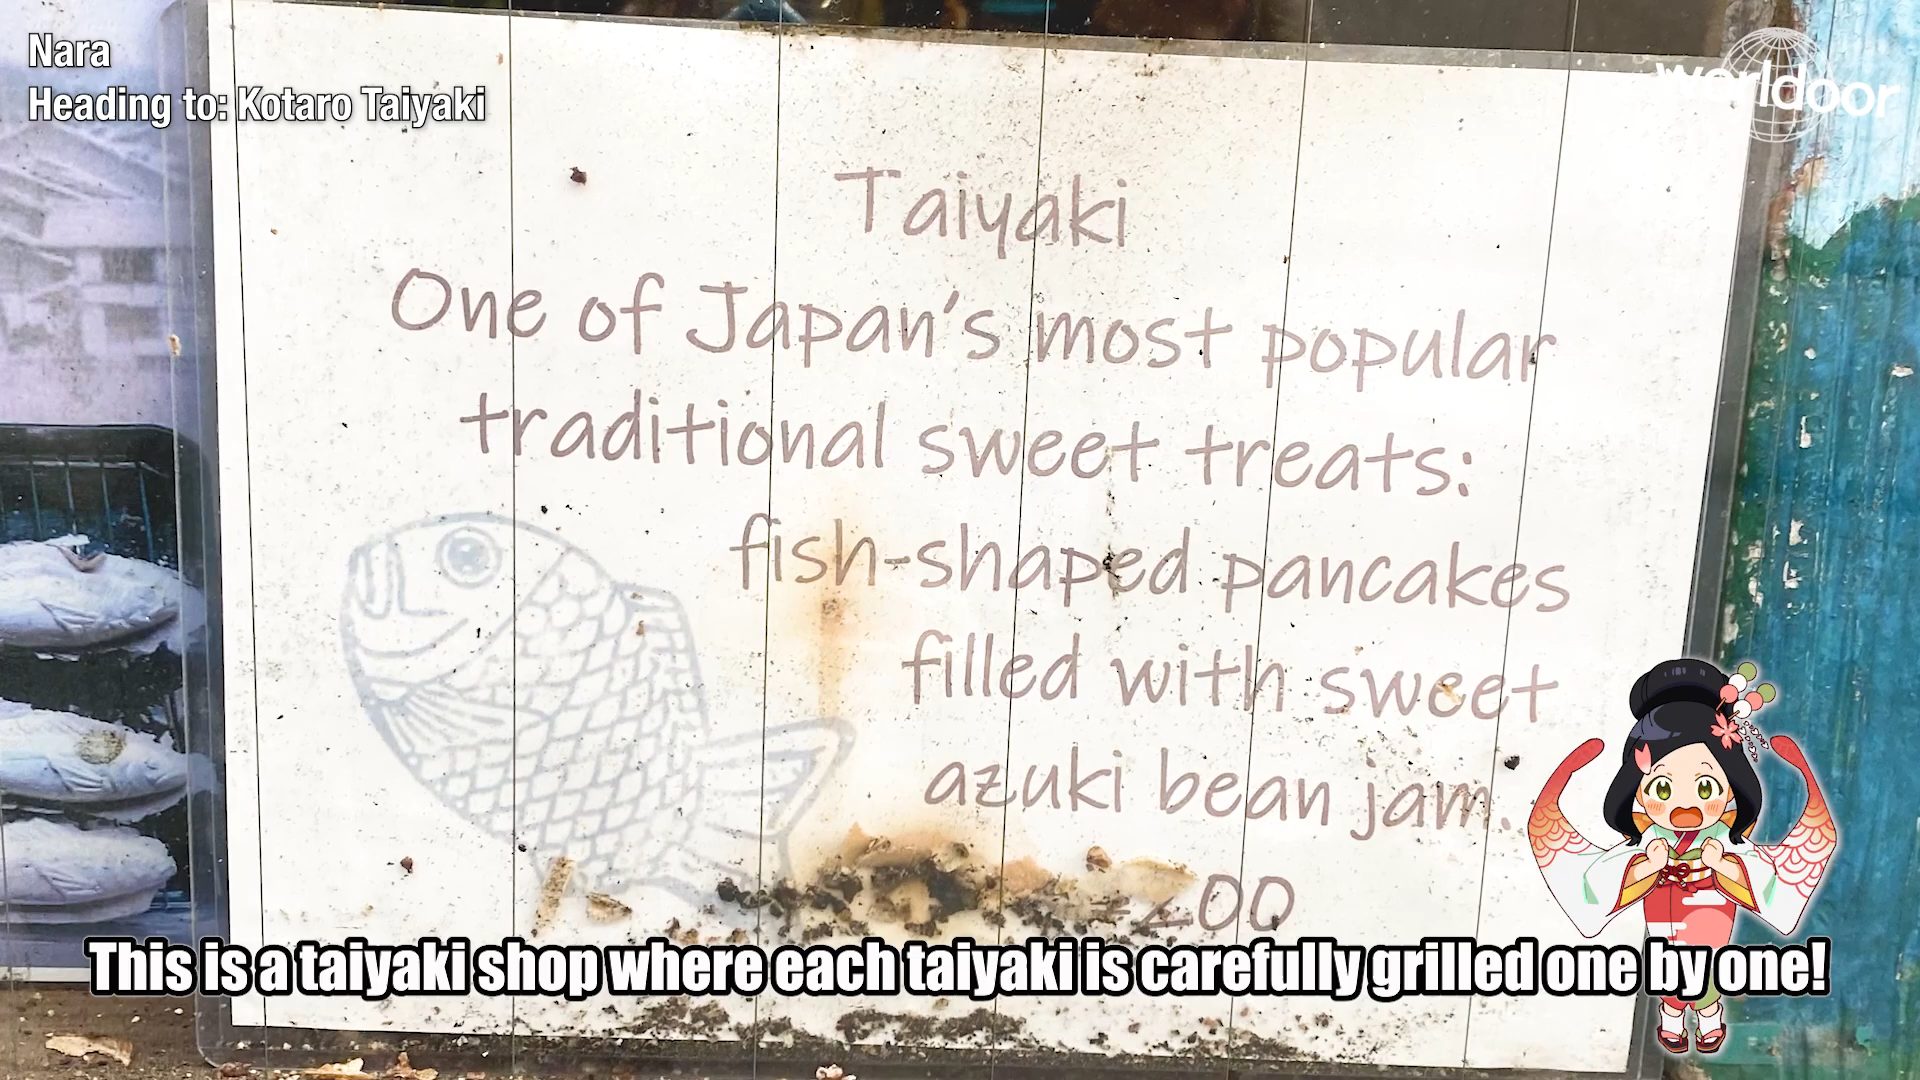 Nara
Heading to: Kotaro Taiyaki
worldoor
Taiyaki
One of Japan's most popular
traditional sweet treats:
fish-shaped pancakes
filled with sweet
azuki bean jam.
This is a taiyaki shop where each taiyaki is carefully grilled one by one!